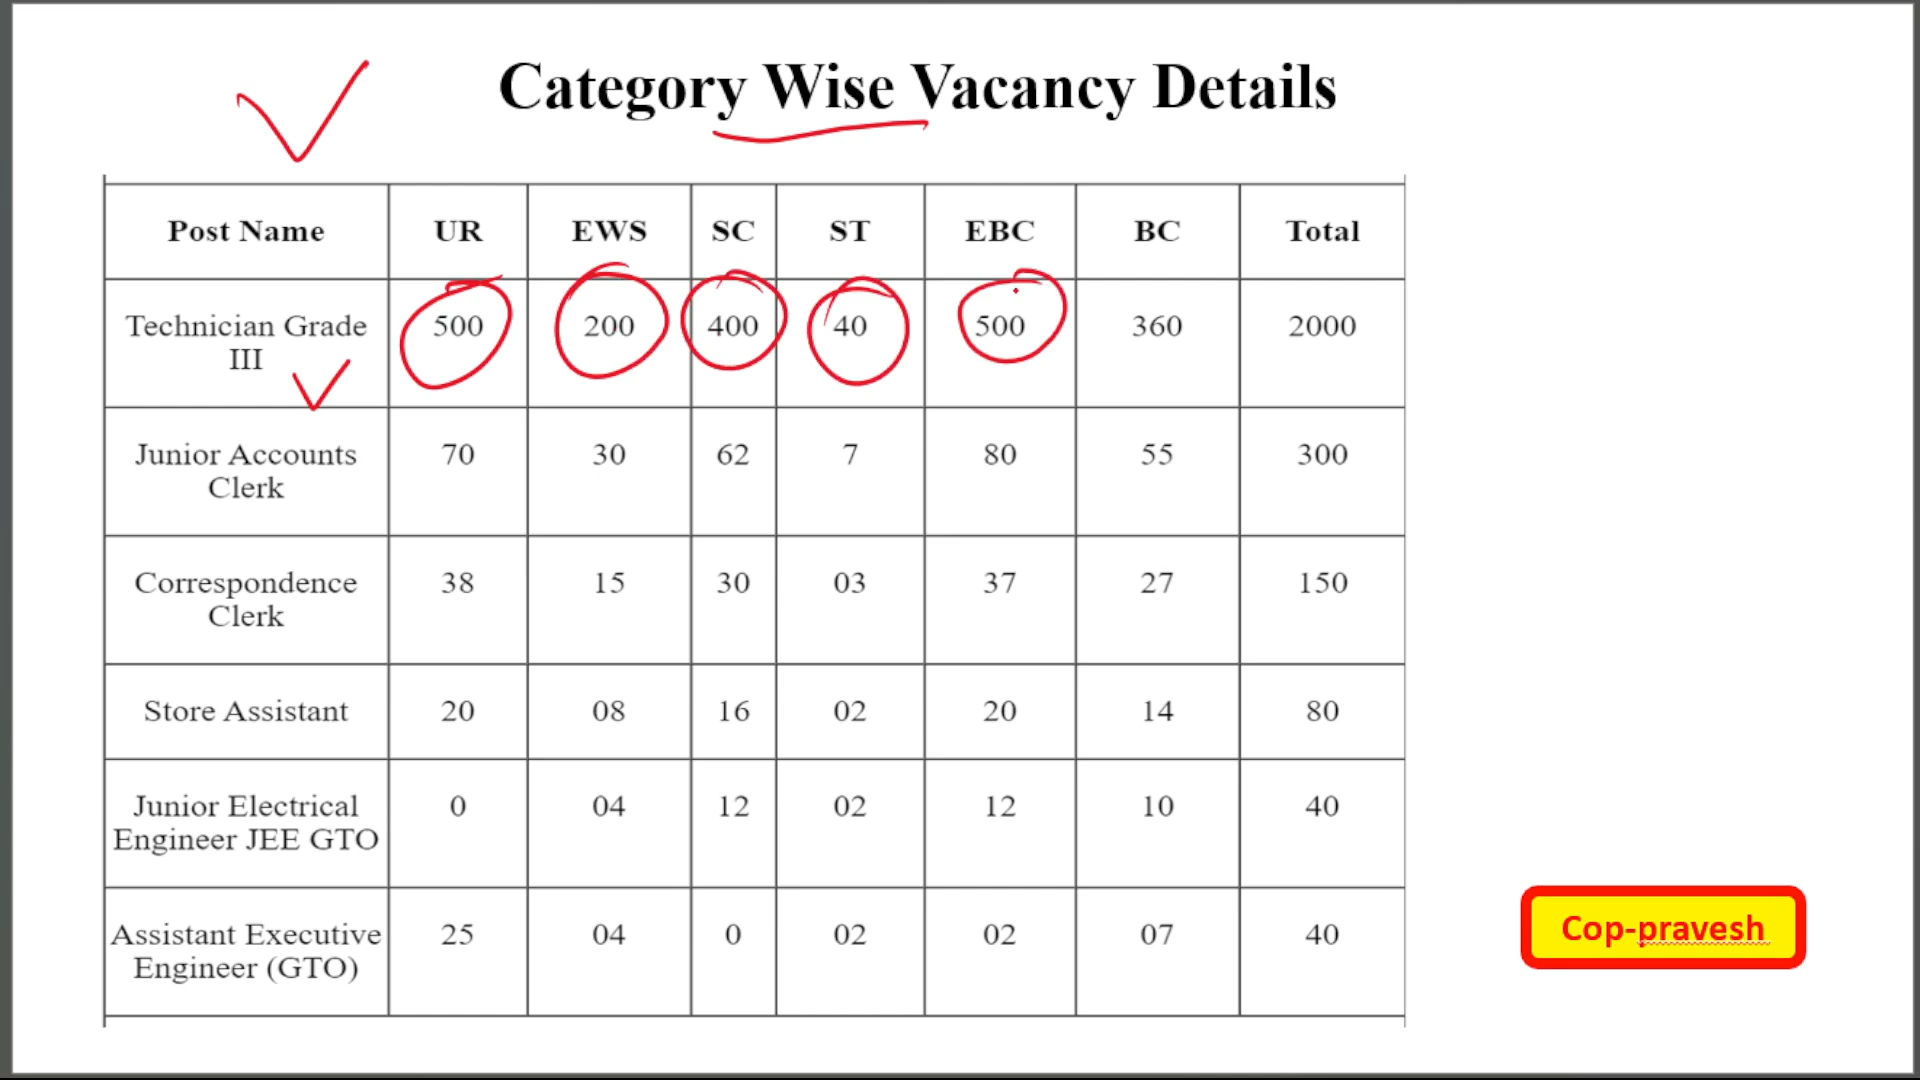 Category Wise Vacancy Details
Post Name UR EWS SC ST EBC BC Total
Technician Grade III 500 200 400 40 500 360 2000
Junior Accounts Clerk 70 30 62 7 80 55 300
Correspondence Clerk 38 15 30 03 37 27 150
Store Assistant 20 08 16 02 20 14 80
Junior Electrical Engineer JEE GTO 0 04 12 02 12 10 40
Assistant Executive Engineer (GTO) 25 04 0 02 02 07 40
Cop-pravesh